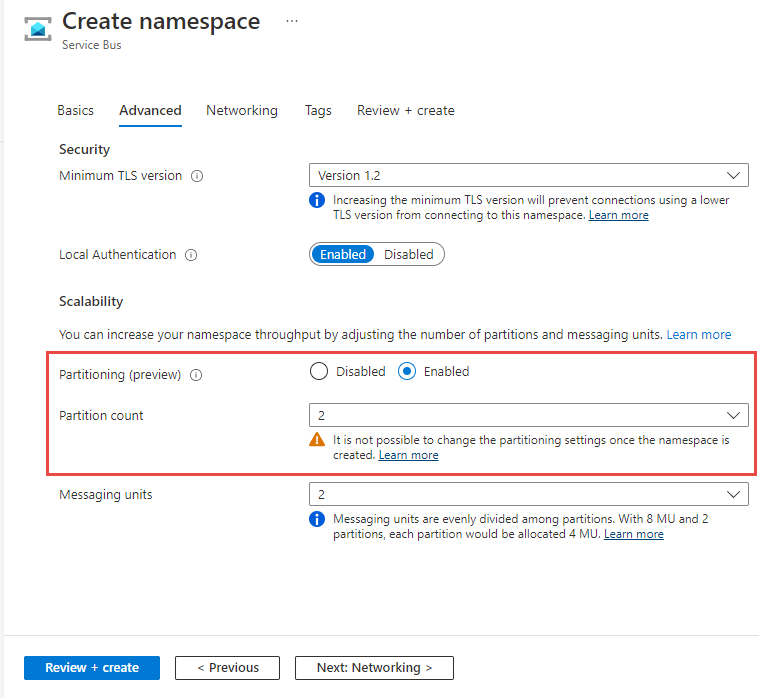 Create namespace ...
Service Bus
Basics Advanced Networking Tags Review + create
Security
Minimum TLS version
Version 1.2
Increasing the minimum TLS version will prevent connections using a lower
TLS version from connecting to this namespace. Learn more
Local Authentication
Enabled Disabled
Scalability
You can increase your namespace throughput by adjusting the number of partitions and messaging units. Learn more
Partitioning (preview)
Disabled Enabled
Partition count
2
It is not possible to change the partitioning settings once the namespace is
created. Learn more
Messaging units
2
Messaging units are evenly divided among partitions. With 8 MU and 2
partitions, each partition would be allocated 4 MU. Learn more
Review + create < Previous Next: Networking >